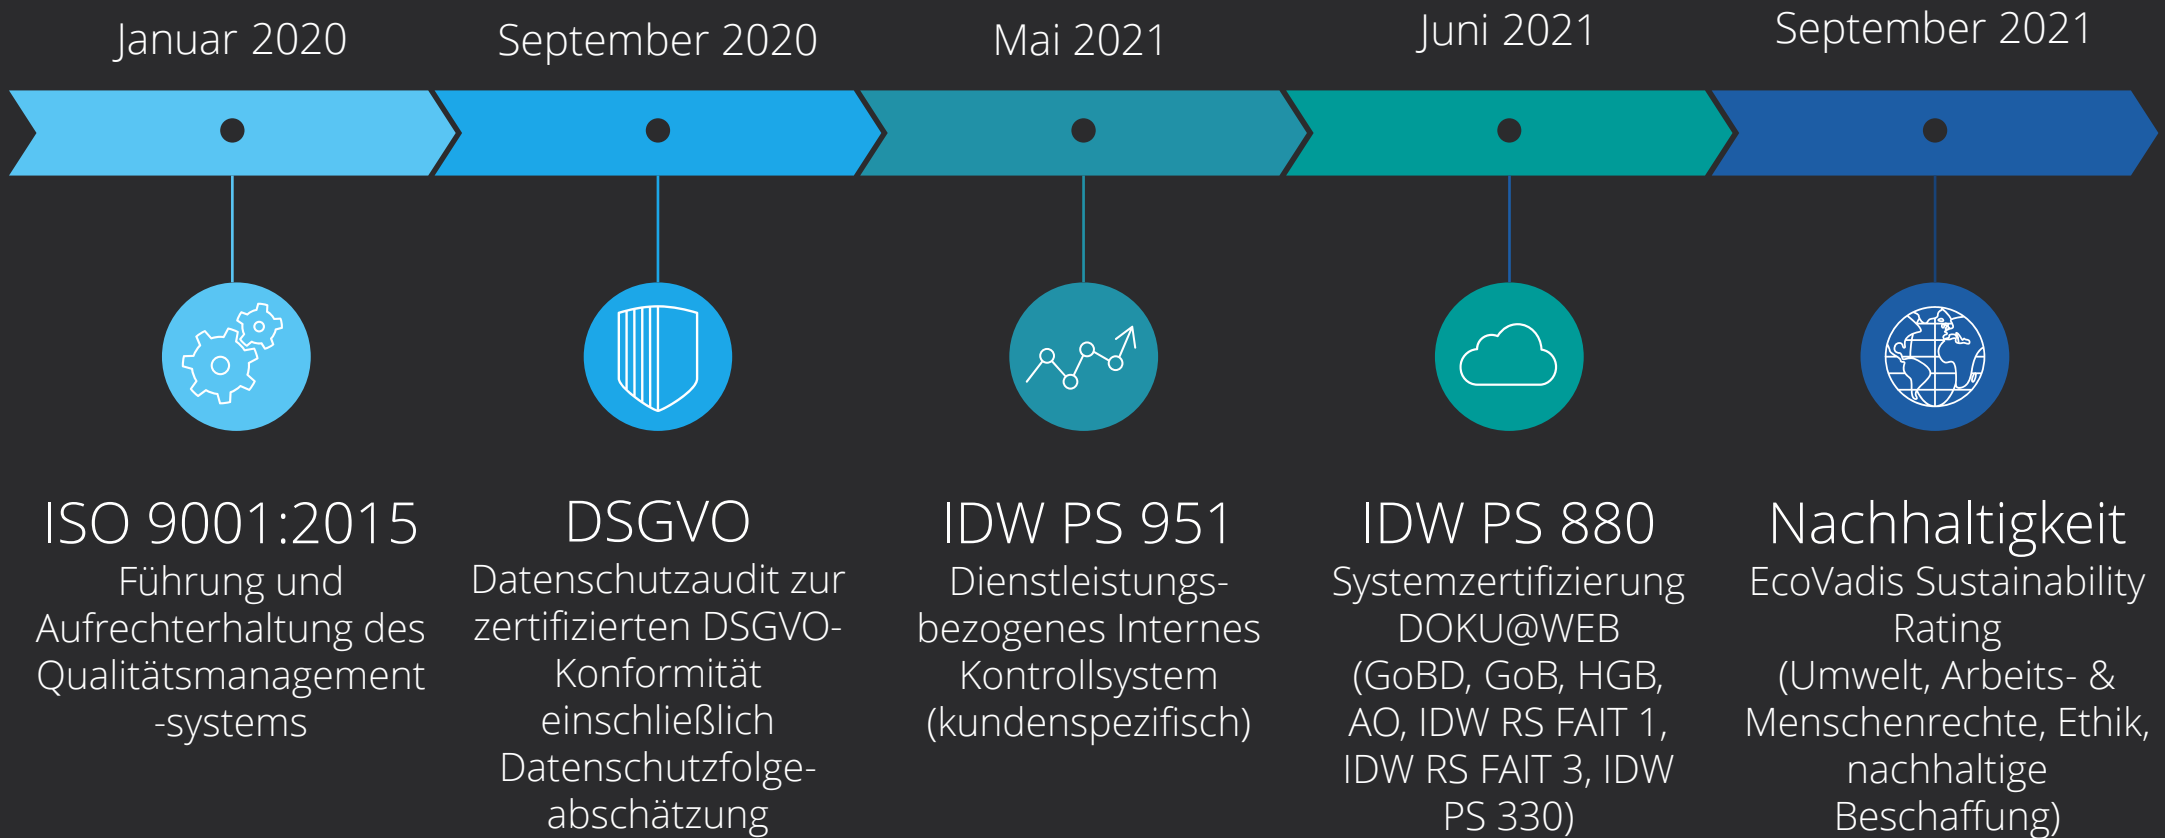 Januar 2020
September 2020
Mai 2021
Juni 2021
September 2021
ISO 9001:2015
Führung und
Aufrechterhaltung des
Qualitätsmanagement
-systems
DSGVO
Datenschutzaudit zur
zertifizierten DSGVO-
Konformität
einschließlich
Datenschutzfolge-
abschätzung
IDW PS 951
Dienstleistungs-
bezogenes Internes
Kontrollsystem
(kundenspezifisch)
IDW PS 880
Systemzertifizierung
DOKU@WEB
(GoBD, GoB, HGB,
AO, IDW RS FAIT 1,
IDW RS FAIT 3, IDW
PS 330)
Nachhaltigkeit
EcoVadis Sustainability
Rating
(Umwelt, Arbeits- &
Menschenrechte, Ethik,
nachhaltige
Beschaffung)